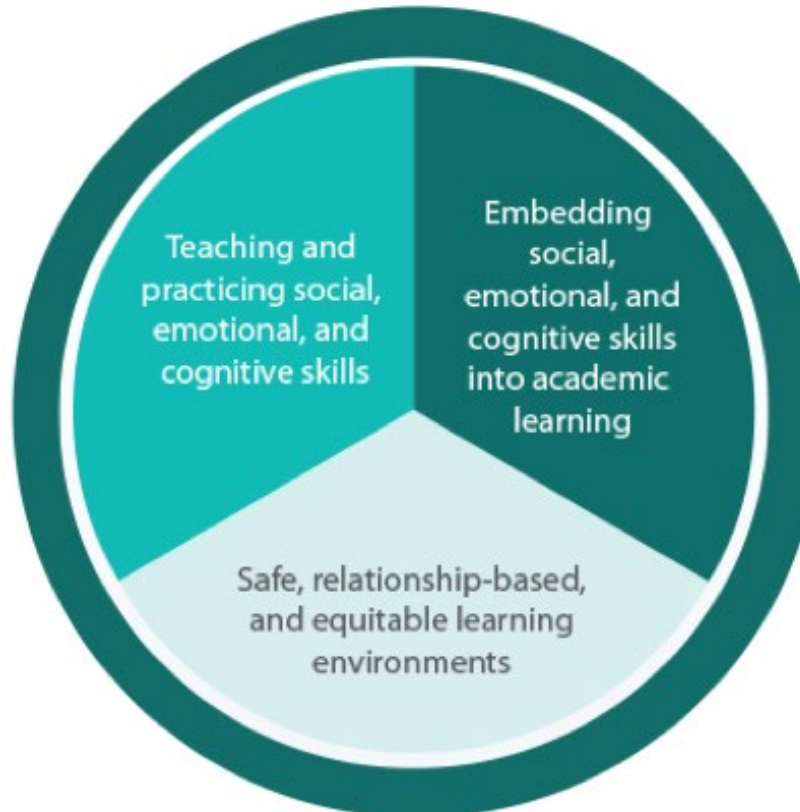 Teaching and
practicing social,
emotional, and
cognitive skills
Embedding
social,
emotional, and
cognitive skills
into academic
learning
Safe, relationship-based,
and equitable learning
environments